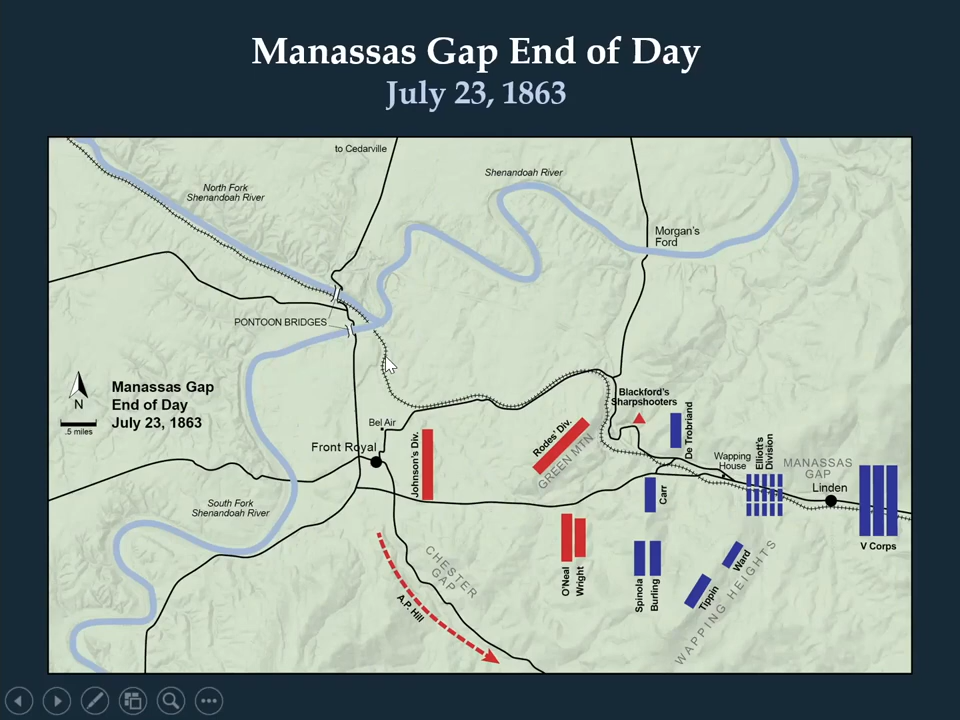 Manassas Gap End of Day
July 23, 1863
to Cedarville
Shenandoah River
North Fork
Shenandoah River
Morgan's
Ford
PONTOON BRIDGES
N
.5 miles
Manassas Gap
End of Day
July 23, 1863
Blackford's
Sharpshooters
Bel Air
Front Royal
Johnson's Div.
Rodes' Div.
GREEN MTN.
De Trobriand
Wapping
House
Elliott's
Division
MANASSAS
GAP
Linden
Carr
V Corps
South Fork
Shenandoah River
CHESTER
GAP
A.P. Hill
O'Neal
Wright
Spinola
Burling
Tippin
Ward
WAPPING HEIGHTS